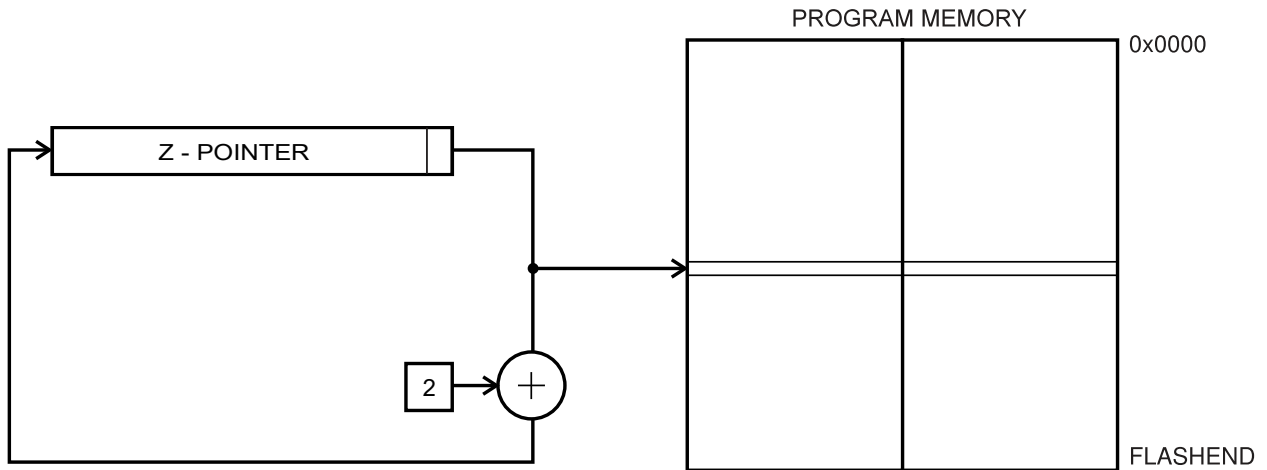 PROGRAM MEMORY
0x0000
Z - POINTER
2
FLASHEND